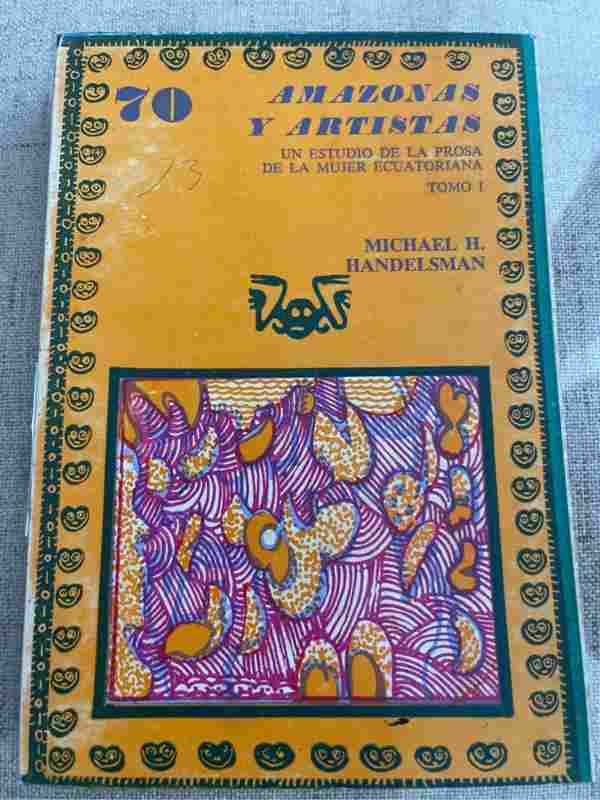 70
AMAZONAS
Y ARTISTAS
UN ESTUDIO DE LA PROSA
DE LA MUJER ECUATORIANA
TOMO I
23
MICHAEL H.
HANDELSMAN